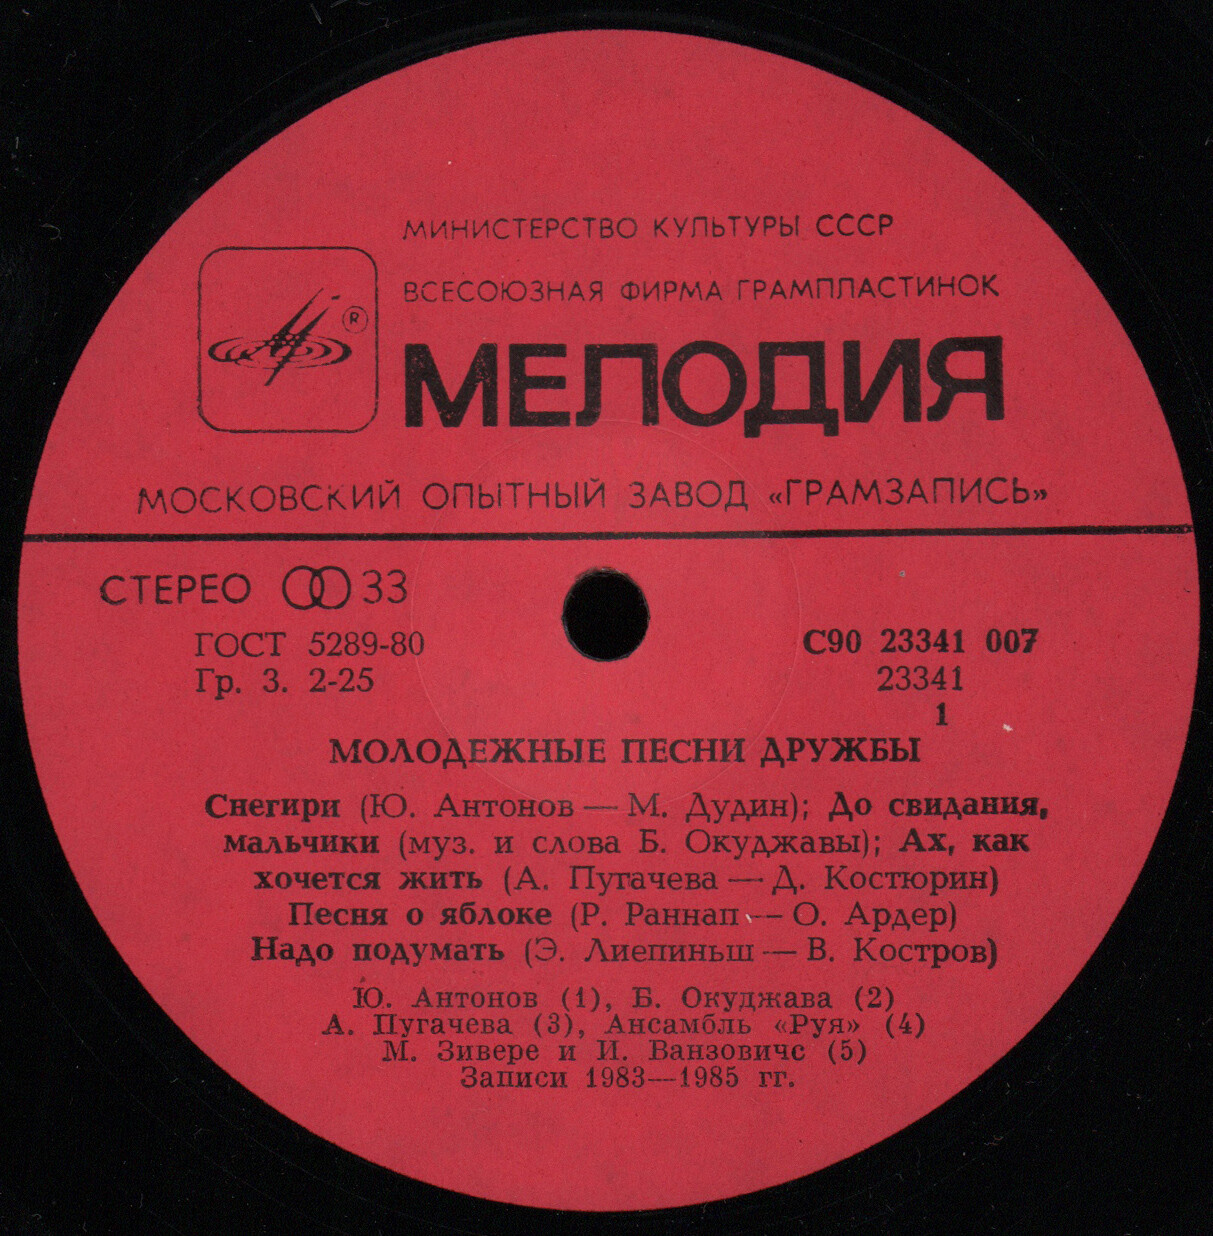 МИНИСТЕРСТВО КУЛЬТУРЫ СССР
ВСЕСОЮЗНАЯ ФИРМА ГРАМПЛАСТИНОК
®
МЕЛОДИЯ
МОСКОВСКИЙ ОПЫТНЫЙ ЗАВОД «ГРАМЗАПИСЬ»
СТЕРЕО 33
ГОСТ 5289-80
Гр. 3. 2-25
С90 23341 007
23341
1
МОЛОДЕЖНЫЕ ПЕСНИ ДРУЖБЫ
Снегири (Ю. Антонов — М. Дудин); До свидания,
мальчики (муз. и слова Б. Окуджавы); Ах, как
хочется жить (А. Пугачева — Д. Костюрин)
Песня о яблоке (Р. Раннап — О. Ардер)
Надо подумать (Э. Лиепиньш — В. Костров)
Ю. Антонов (1), Б. Окуджава (2)
А. Пугачева (3), Ансамбль «Руя» (4)
М. Зивере и И. Ванзовичс (5)
Записи 1983—1985 гг.